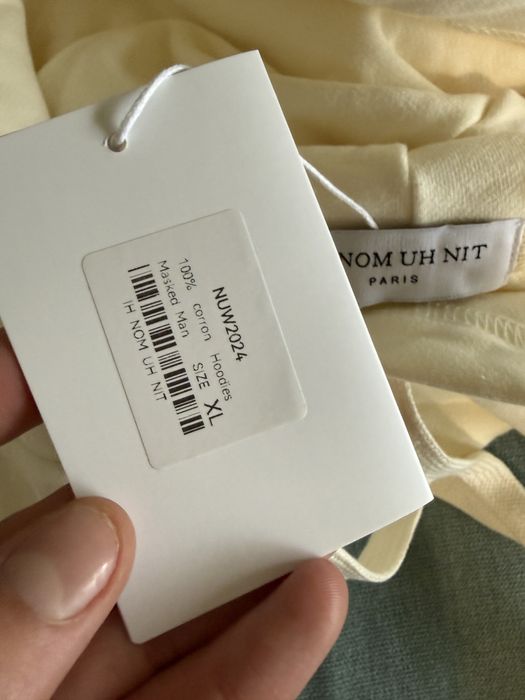 NUW2024
100% corron Hoodies
Masked Man SIZE XL
IH NOM UH NIT
NOM UH NIT
PARIS